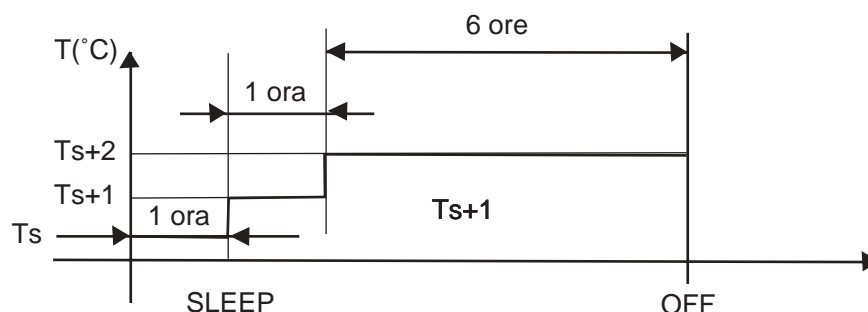 6 ore
T(˚C)
1 ora
Ts+2
Ts+1
1 ora
Ts+1
Ts
SLEEP
OFF